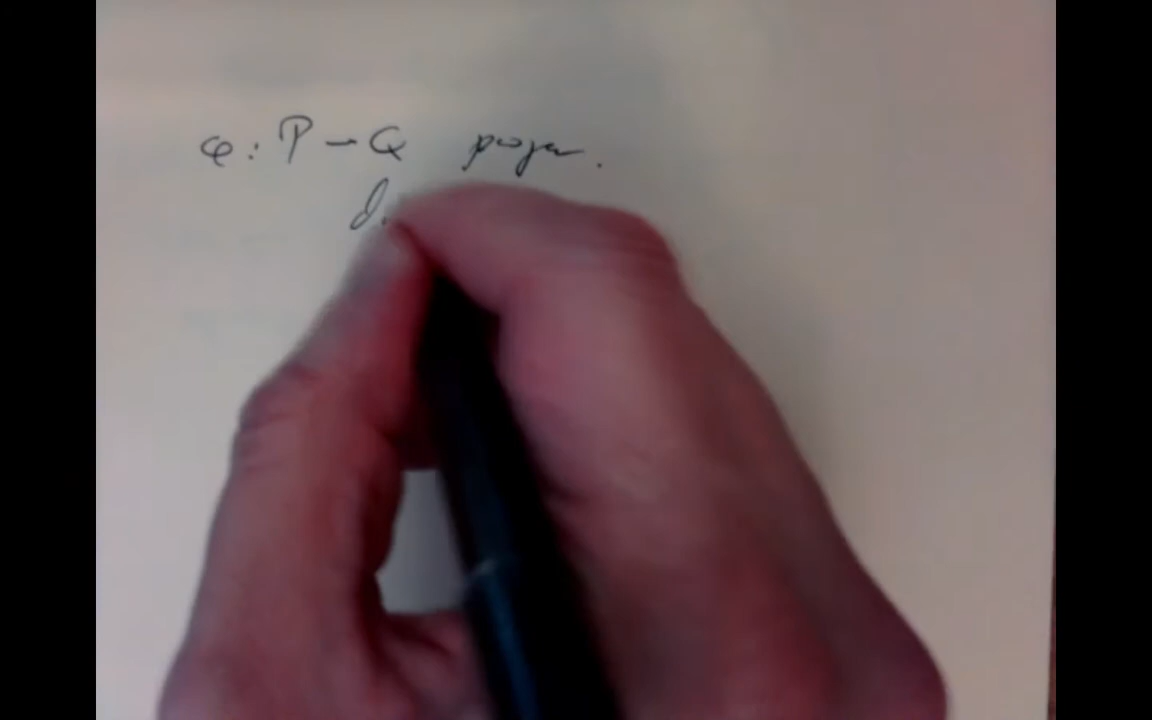 φ: P → Q proper.